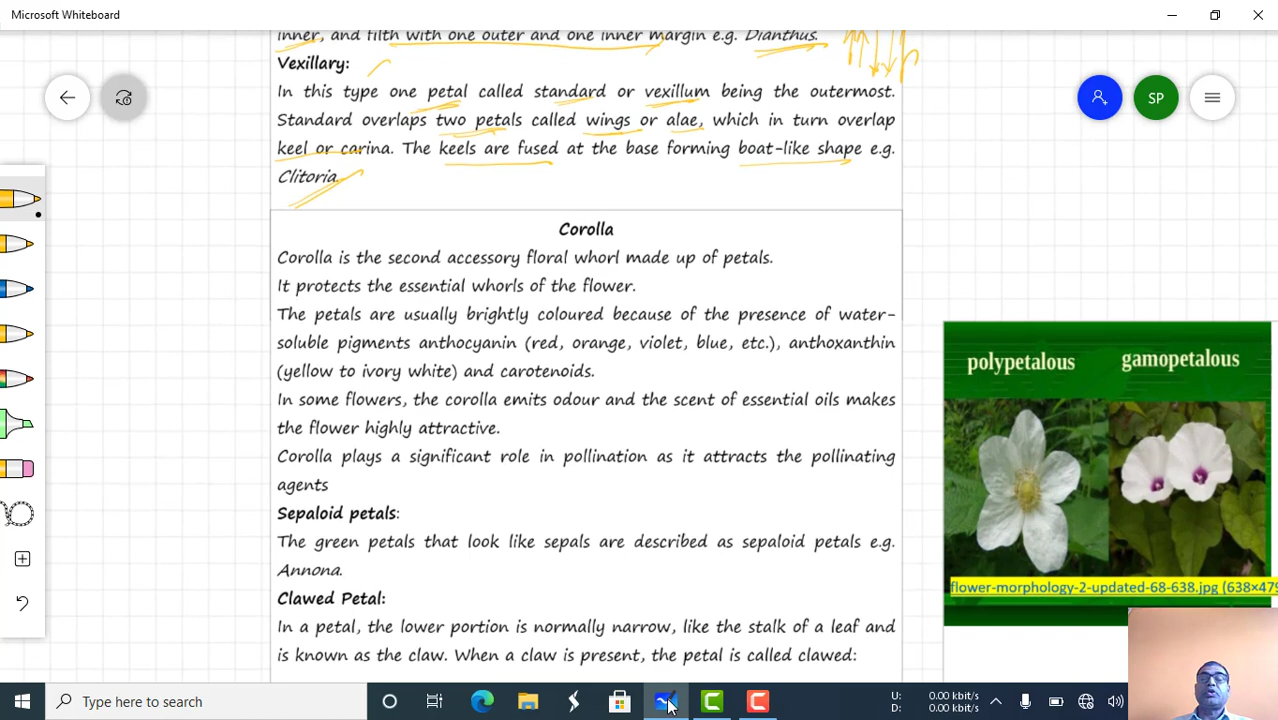 Microsoft Whiteboard
inner, and fifth with one outer and one inner margin e.g. Dianthus.
Vexillary:
In this type one petal called standard or vexillum being the outermost.
Standard overlaps two petals called wings or alae, which in turn overlap
keel or carina. The keels are fused at the base forming boat-like shape e.g.
Clitoria.
SP
Corolla
Corolla is the second accessory floral whorl made up of petals.
It protects the essential whorls of the flower.
The petals are usually brightly coloured because of the presence of water-
soluble pigments anthocyanin (red, orange, violet, blue, etc.), anthoxanthin
(yellow to ivory white) and carotenoids.
In some flowers, the corolla emits odour and the scent of essential oils makes
the flower highly attractive.
Corolla plays a significant role in pollination as it attracts the pollinating
agents
Sepaloid petals:
The green petals that look like sepals are described as sepaloid petals e.g.
Annona.
Clawed Petal:
In a petal, the lower portion is normally narrow, like the stalk of a leaf and
is known as the claw. When a claw is present, the petal is called clawed:
polypetalous gamopetalous
flower-morphology-2-updated-68-638.jpg (638×479
Type here to search
U: 0.00 kbit/s
D: 0.00 kbit/s